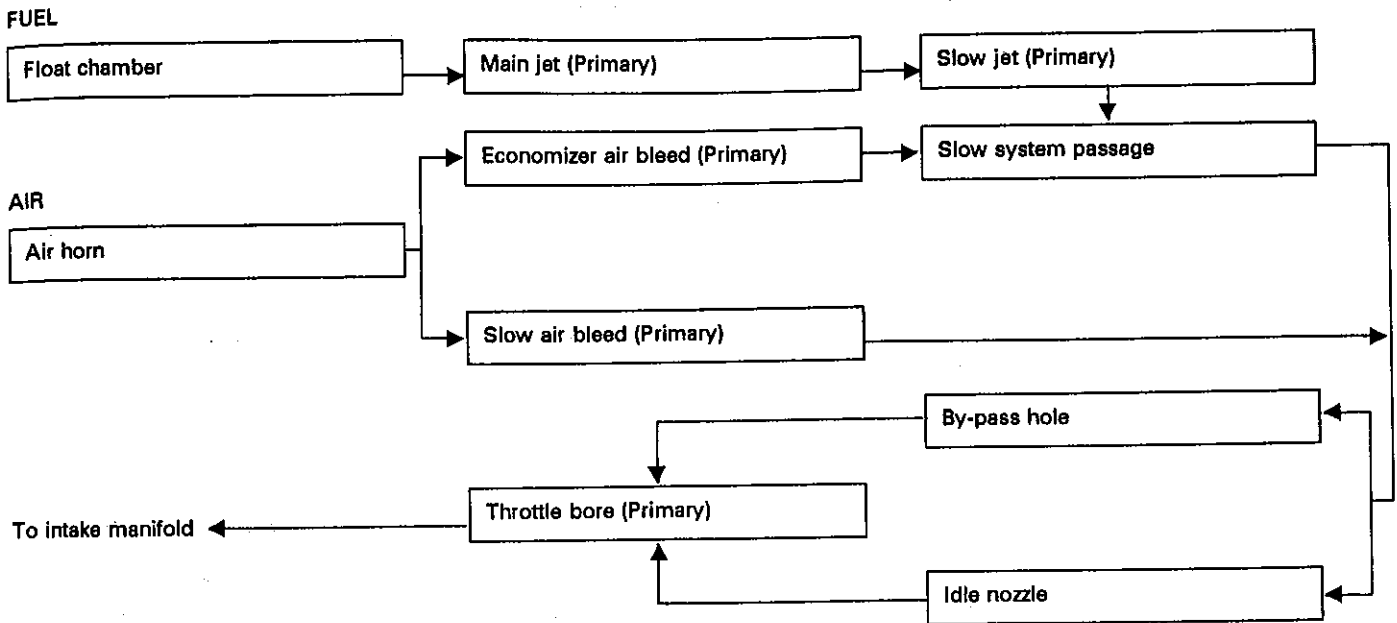 FUEL
Float chamber
Main jet (Primary)
Slow jet (Primary)
Economizer air bleed (Primary)
Slow system passage
AIR
Air horn
Slow air bleed (Primary)
By-pass hole
Throttle bore (Primary)
To intake manifold
Idle nozzle